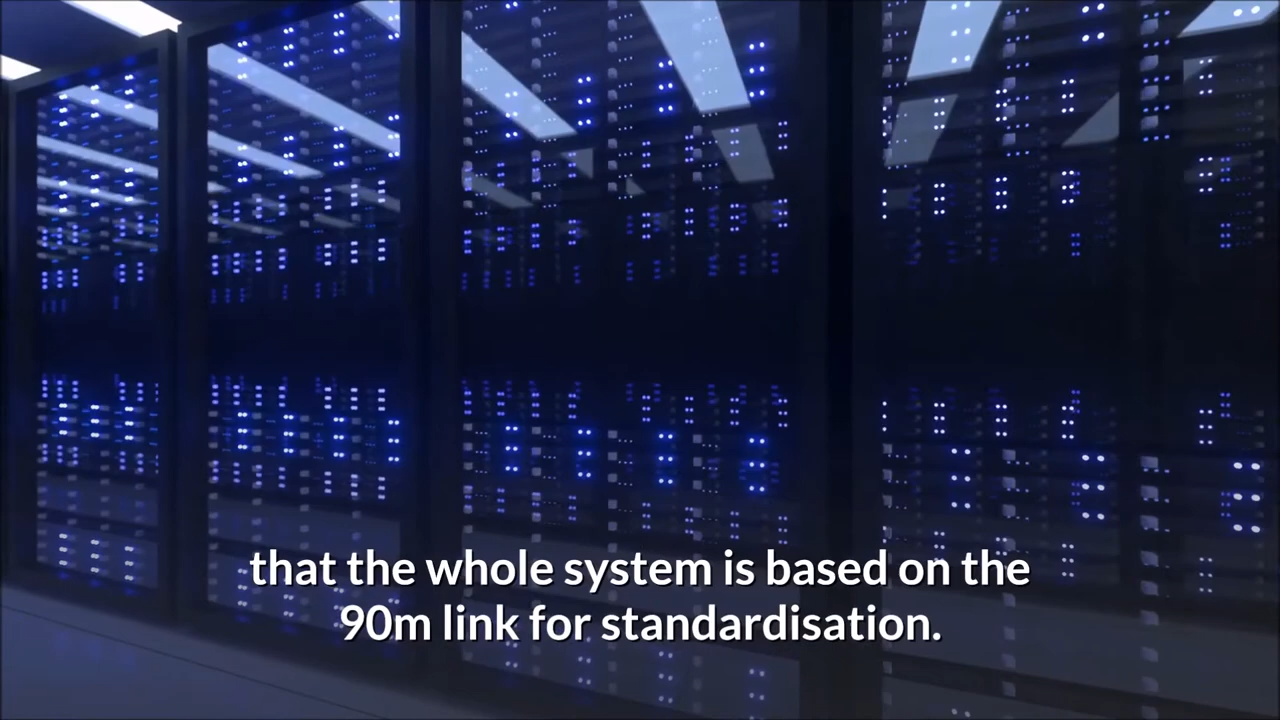 that the whole system is based on the
90m link for standardisation.